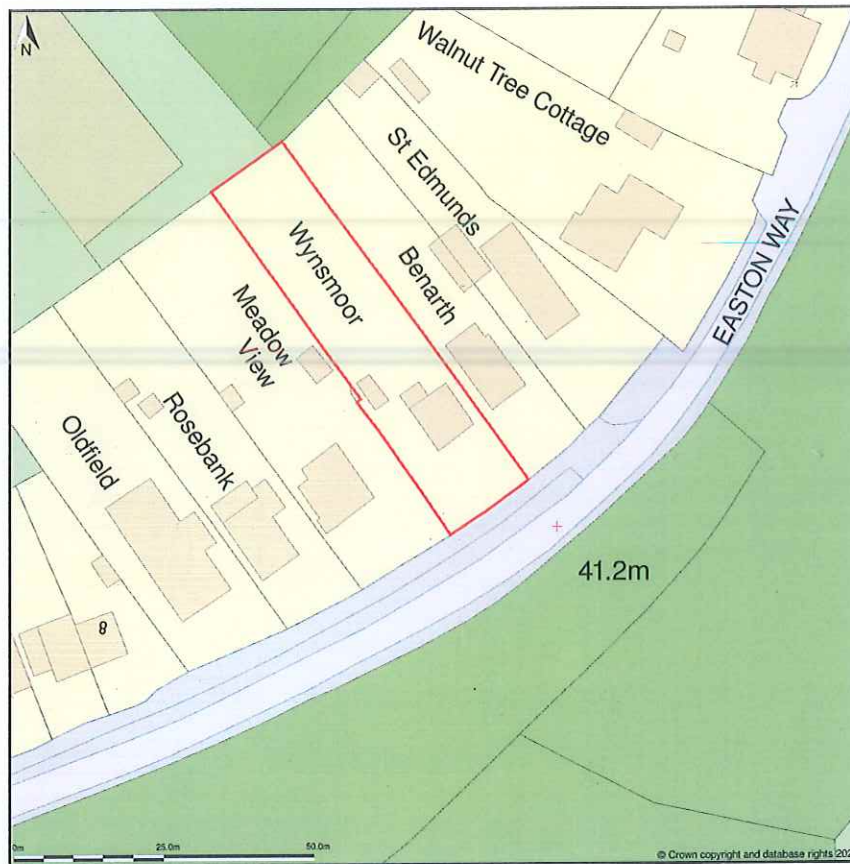 N
Walnut Tree Cottage
St Edmunds
Benarth
Wynsmoor
EASTON WAY
Meadow
View
Rosebank
Oldfield
8
41.2m
0m 25.0m 50.0m
© Crown copyright and database rights 202